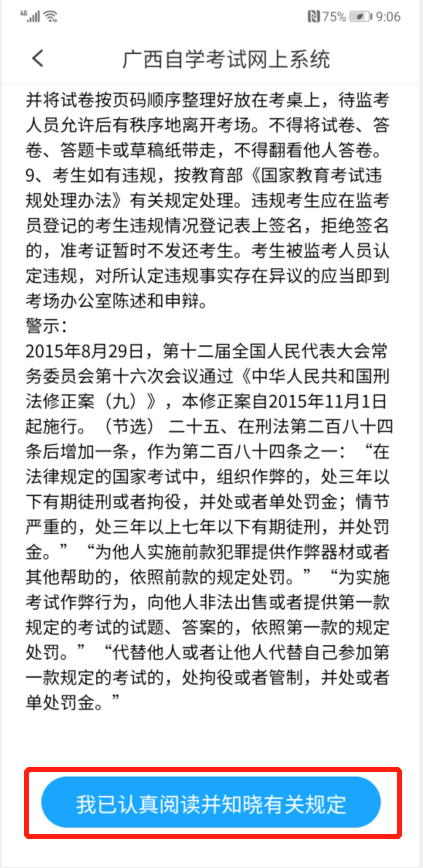 4G 75% 9:06
广西自学考试网上系统
并将试卷按页码顺序整理好放在考桌上，待监考
人员允许后有秩序地离开考场。不得将试卷、答
卷、答题卡或草稿纸带走，不得翻看他人答卷。
9、考生如有违规，按教育部《国家教育考试违
规处理办法》有关规定处理。违规考生应在监考
员登记的考生违规情况登记表上签名，拒绝签名
的，准考证暂时不发还考生。考生被监考人员认
定违规，对所认定违规事实存在异议的应当即到
考场办公室陈述和申辩。
警示：
2015年8月29日，第十二届全国人民代表大会常
务委员会第十六次会议通过《中华人民共和国刑
法修正案（九）》，本修正案自2015年11月1日
起施行。（节选） 二十五、在刑法第二百八十四
条后增加一条，作为第二百八十四条之一：“在
法律规定的国家考试中，组织作弊的，处三年以
下有期徒刑或者拘役，并处或者单处罚金；情节
严重的，处三年以上七年以下有期徒刑，并处罚
金。”“为他人实施前款犯罪提供作弊器材或者
其他帮助的，依照前款的规定处罚。”“为实施
考试作弊行为，向他人非法出售或者提供第一款
规定的考试的试题、答案的，依照第一款的规定
处罚。”“代替他人或者让他人代替自己参加第
一款规定的考试的，处拘役或者管制，并处或者
单处罚金。”
我已认真阅读并知晓有关规定